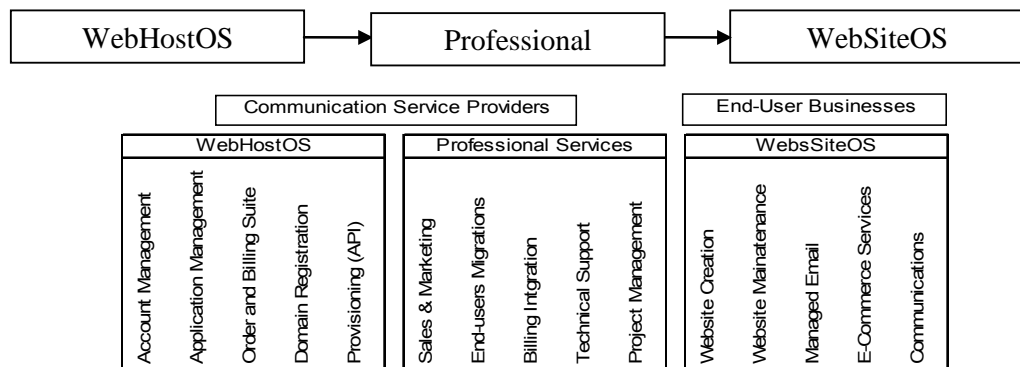 WebHostOS
Professional
WebSiteOS
Communication Service Providers
End-User Businesses
WebHostOS
Account Management
Application Management
Order and Billing Suite
Domain Registration
Provisioning (API)
Professional Services
Sales & Marketing
End-users Migrations
Billing Intgration
Technical Support
Project Management
WebsSiteOS
Website Creation
Website Mainatenance
Managed Email
E-Commerce Services
Communications